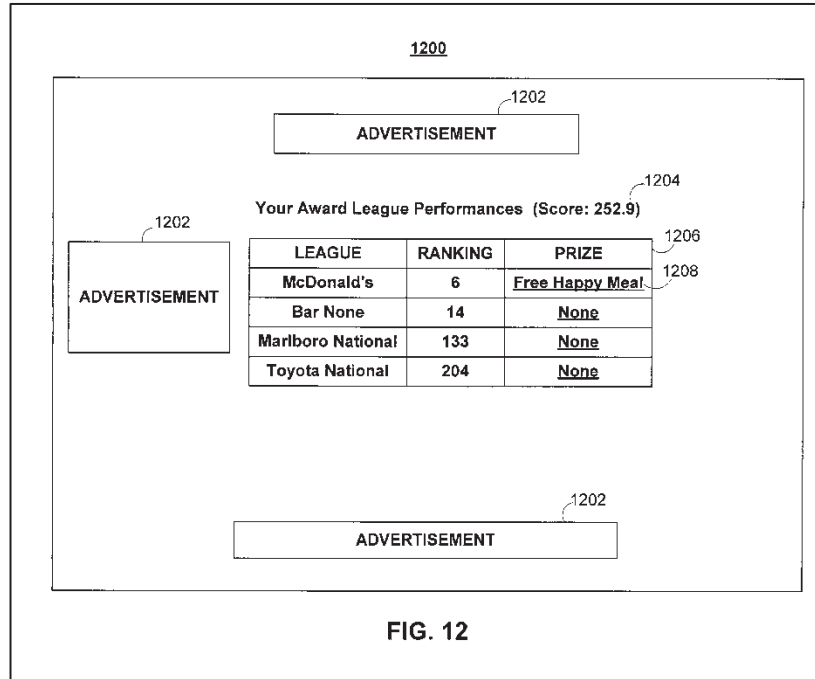 1200
1202
ADVERTISEMENT
1204
Your Award League Performances (Score: 252.9)
1202
1206
LEAGUE RANKING PRIZE
1208
McDonald's 6 Free Happy Meal
ADVERTISEMENT
Bar None 14 None
Marlboro National 133 None
Toyota National 204 None
1202
ADVERTISEMENT
FIG. 12